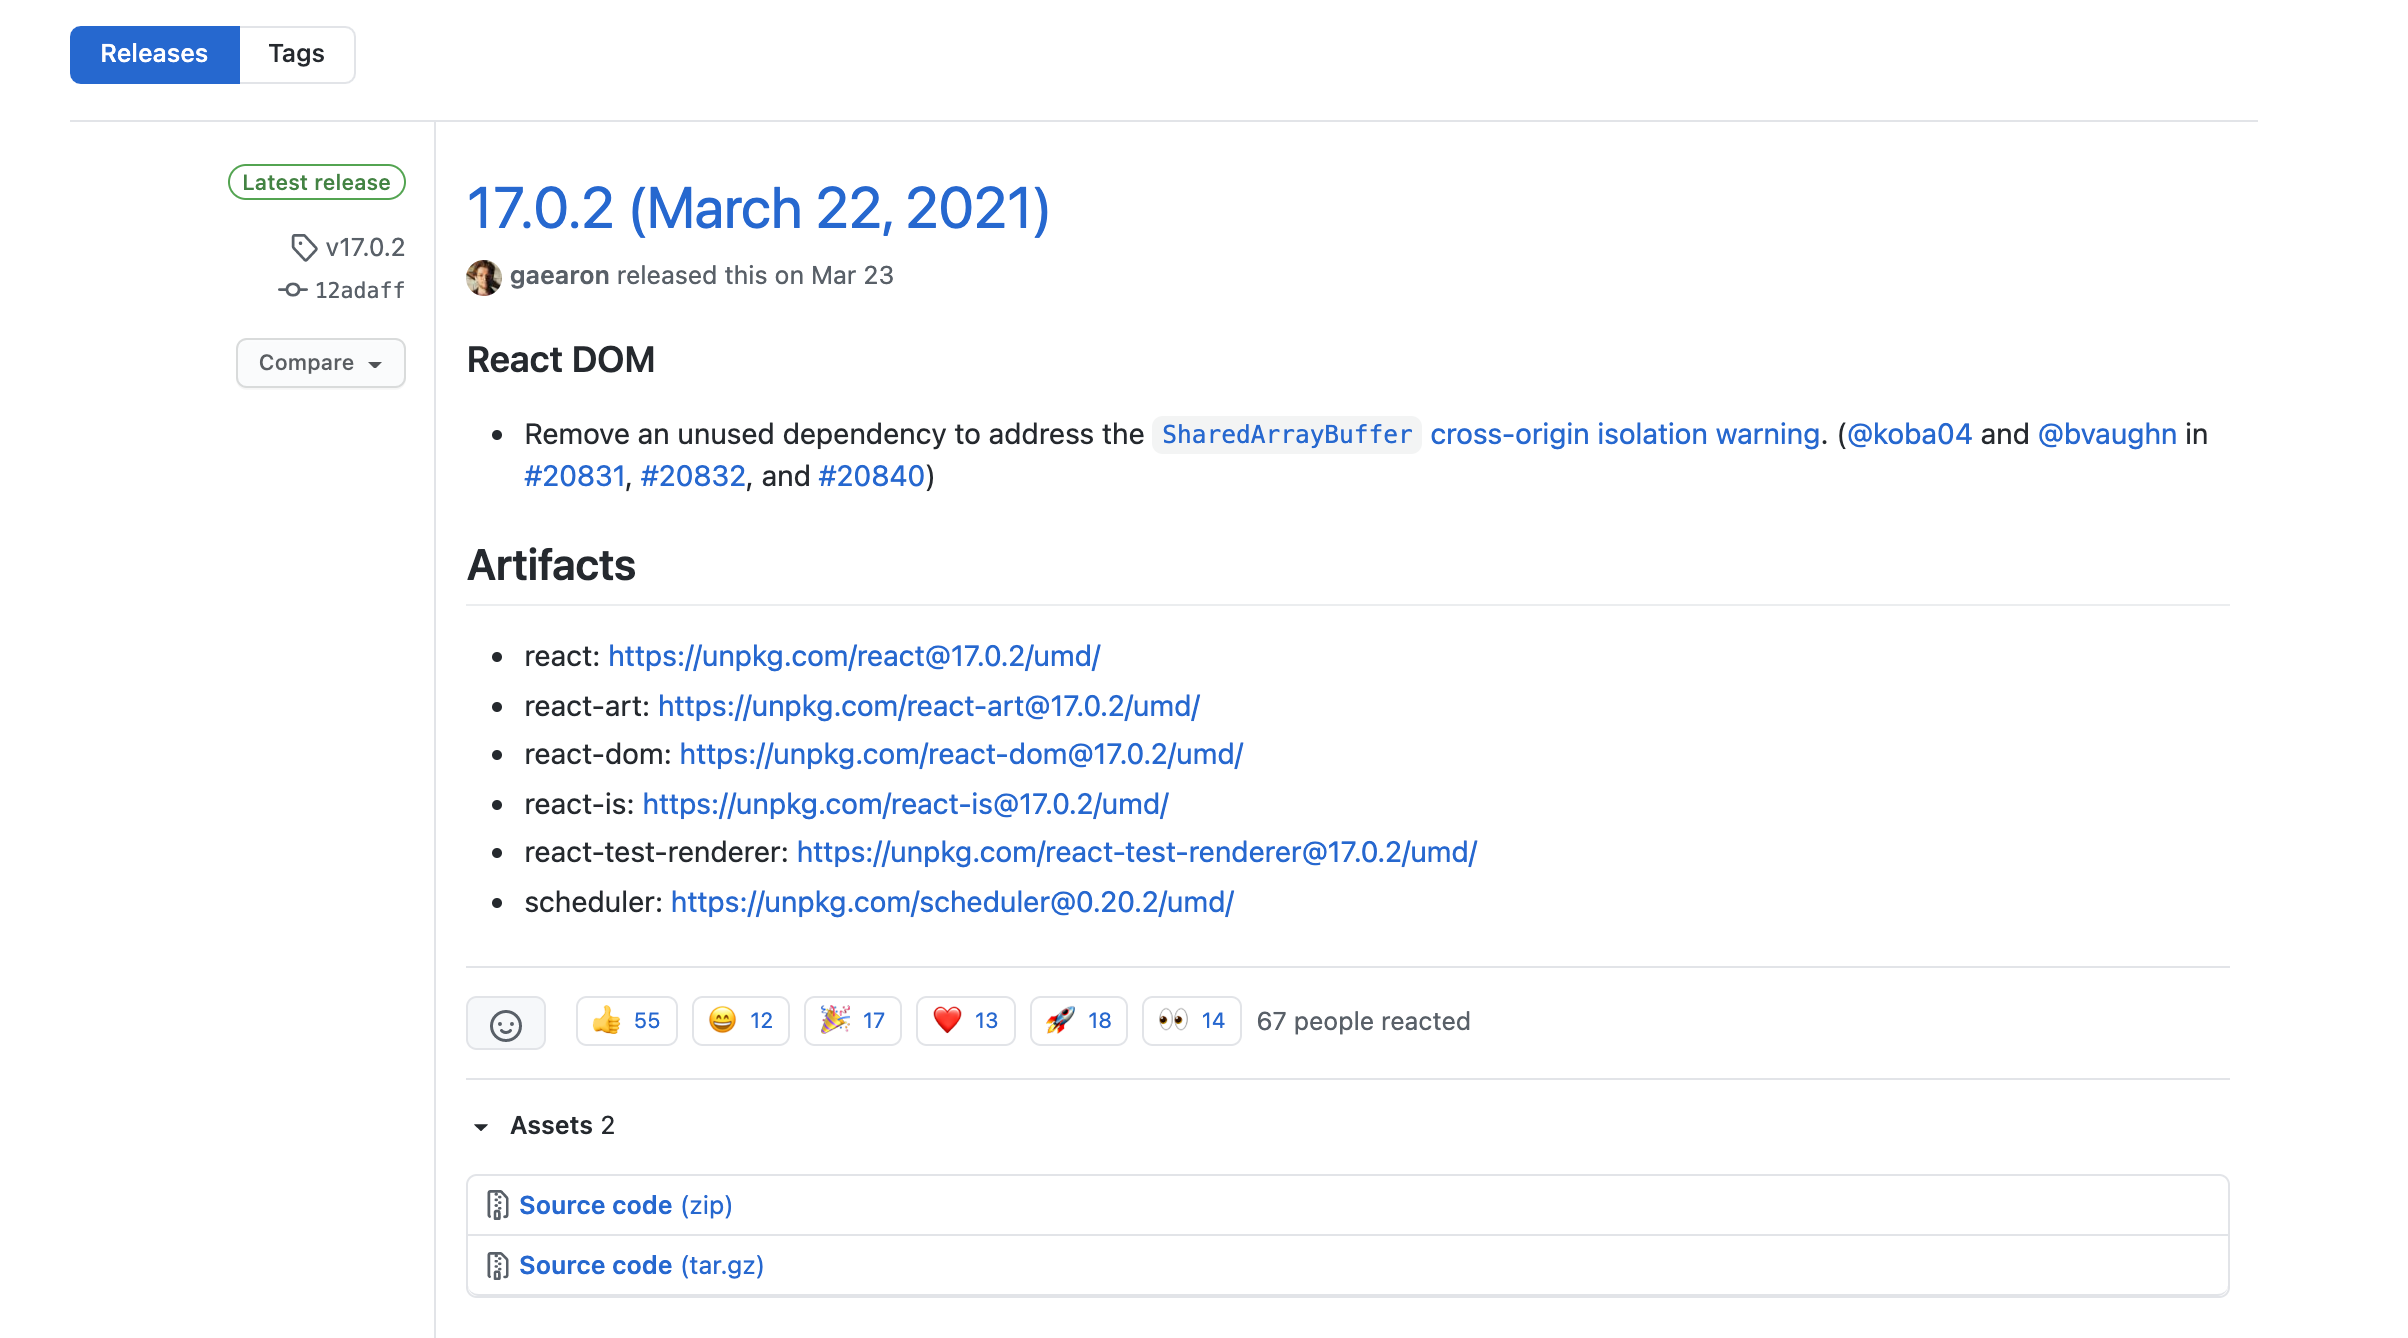 Releases Tags
Latest release
v17.0.2
12adaff
Compare
17.0.2 (March 22, 2021)
gaearon released this on Mar 23
React DOM
• Remove an unused dependency to address the SharedArrayBuffer cross-origin isolation warning. (@koba04 and @bvaughn in
#20831, #20832, and #20840)
Artifacts
• react: https://unpkg.com/react@17.0.2/umd/
• react-art: https://unpkg.com/react-art@17.0.2/umd/
• react-dom: https://unpkg.com/react-dom@17.0.2/umd/
• react-is: https://unpkg.com/react-is@17.0.2/umd/
• react-test-renderer: https://unpkg.com/react-test-renderer@17.0.2/umd/
• scheduler: https://unpkg.com/scheduler@0.20.2/umd/
👍 55 😄 12 🎉 17 ❤️ 13 🚀 18 👀 14 67 people reacted
Assets 2
Source code (zip)
Source code (tar.gz)